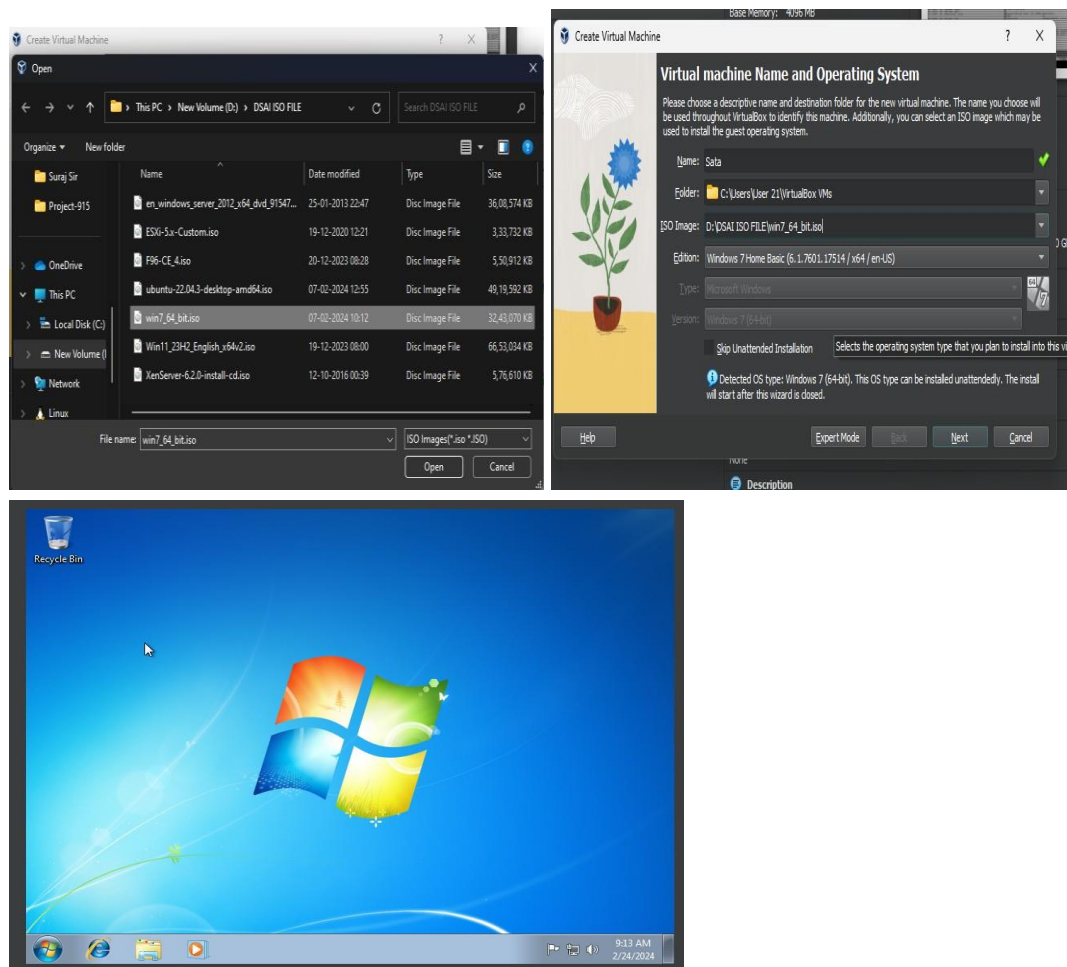 Create Virtual Machine ? X
Open X
This PC › New Volume (D:) › DSAI ISO FILE Search DSAI ISO FILE
Organize New folder
Suraj Sir
Project-915
OneDrive
This PC
Local Disk (C:)
New Volume (
Network
Linux
Name Date modified Type Size
en_windows_server_2012_x64_dvd_91547... 25-01-2013 22:47 Disc Image File 36,08,574 KB
ESXi-5.x-Custom.iso 19-12-2020 12:21 Disc Image File 3,33,732 KB
F96-CE_4.iso 20-12-2023 08:28 Disc Image File 5,50,912 KB
ubuntu-22.04.3-desktop-amd64.iso 07-02-2024 12:55 Disc Image File 49,19,592 KB
win7_64_bit.iso 07-02-2024 10:12 Disc Image File 32,43,070 KB
Win11_23H2_English_x64v2.iso 19-12-2023 08:00 Disc Image File 66,53,034 KB
XenServer-6.2.0-install-cd.iso 12-10-2016 00:39 Disc Image File 5,76,610 KB
File name: win7_64_bit.iso ISO Images(*.iso *.ISO)
Open Cancel
Base Memory: 4096 MB
Create Virtual Machine ? X
Virtual machine Name and Operating System
Please choose a descriptive name and destination folder for the new virtual machine. The name you choose will
be used throughout VirtualBox to identify this machine. Additionally, you can select an ISO image which may be
used to install the guest operating system.
Name: Sata
Folder: C:\Users\User 21\VirtualBox VMs
ISO Image: D:\DSAI ISO FILE\win7_64_bit.iso
Edition: Windows 7 Home Basic (6.1.7601.17514 / x64 / en-US)
Type: Microsoft Windows
Version: Windows 7 (64-bit)
64
7
Skip Unattended Installation
Selects the operating system type that you plan to install into this vi
Detected OS type: Windows 7 (64-bit). This OS type can be installed unattendedly. The install
will start after this wizard is closed.
Help Expert Mode Back Next Cancel
None
Description
Recycle Bin
9:13 AM
2/24/2024